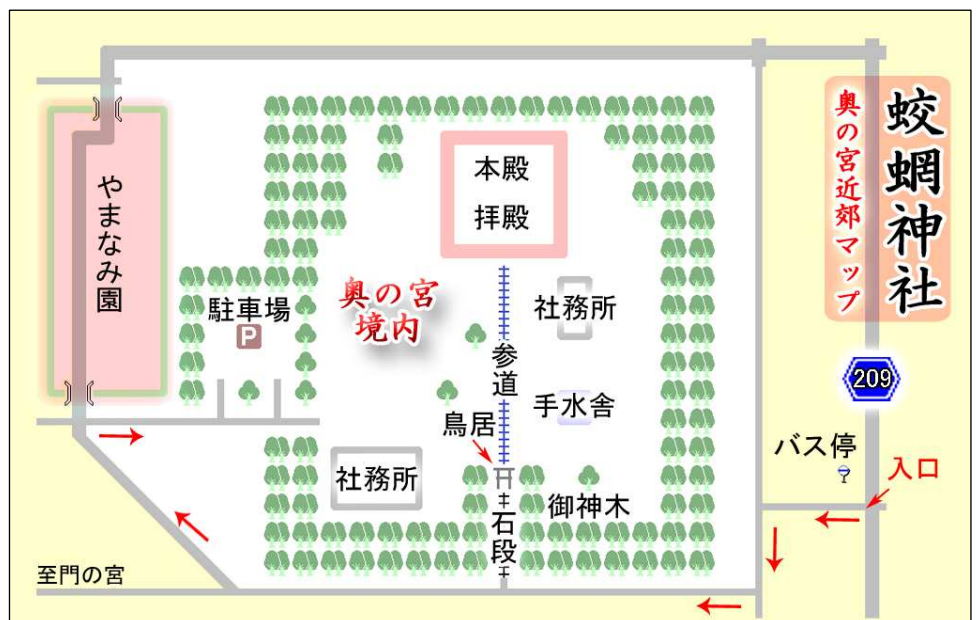 蛟蝄神社
奥の宮近郊マップ
本殿
拝殿
やまなみ園
駐車場
P
奥の宮
境内
社務所
参道
手水舎
鳥居
209
バス停
入口
社務所
御神木
石段
至門の宮